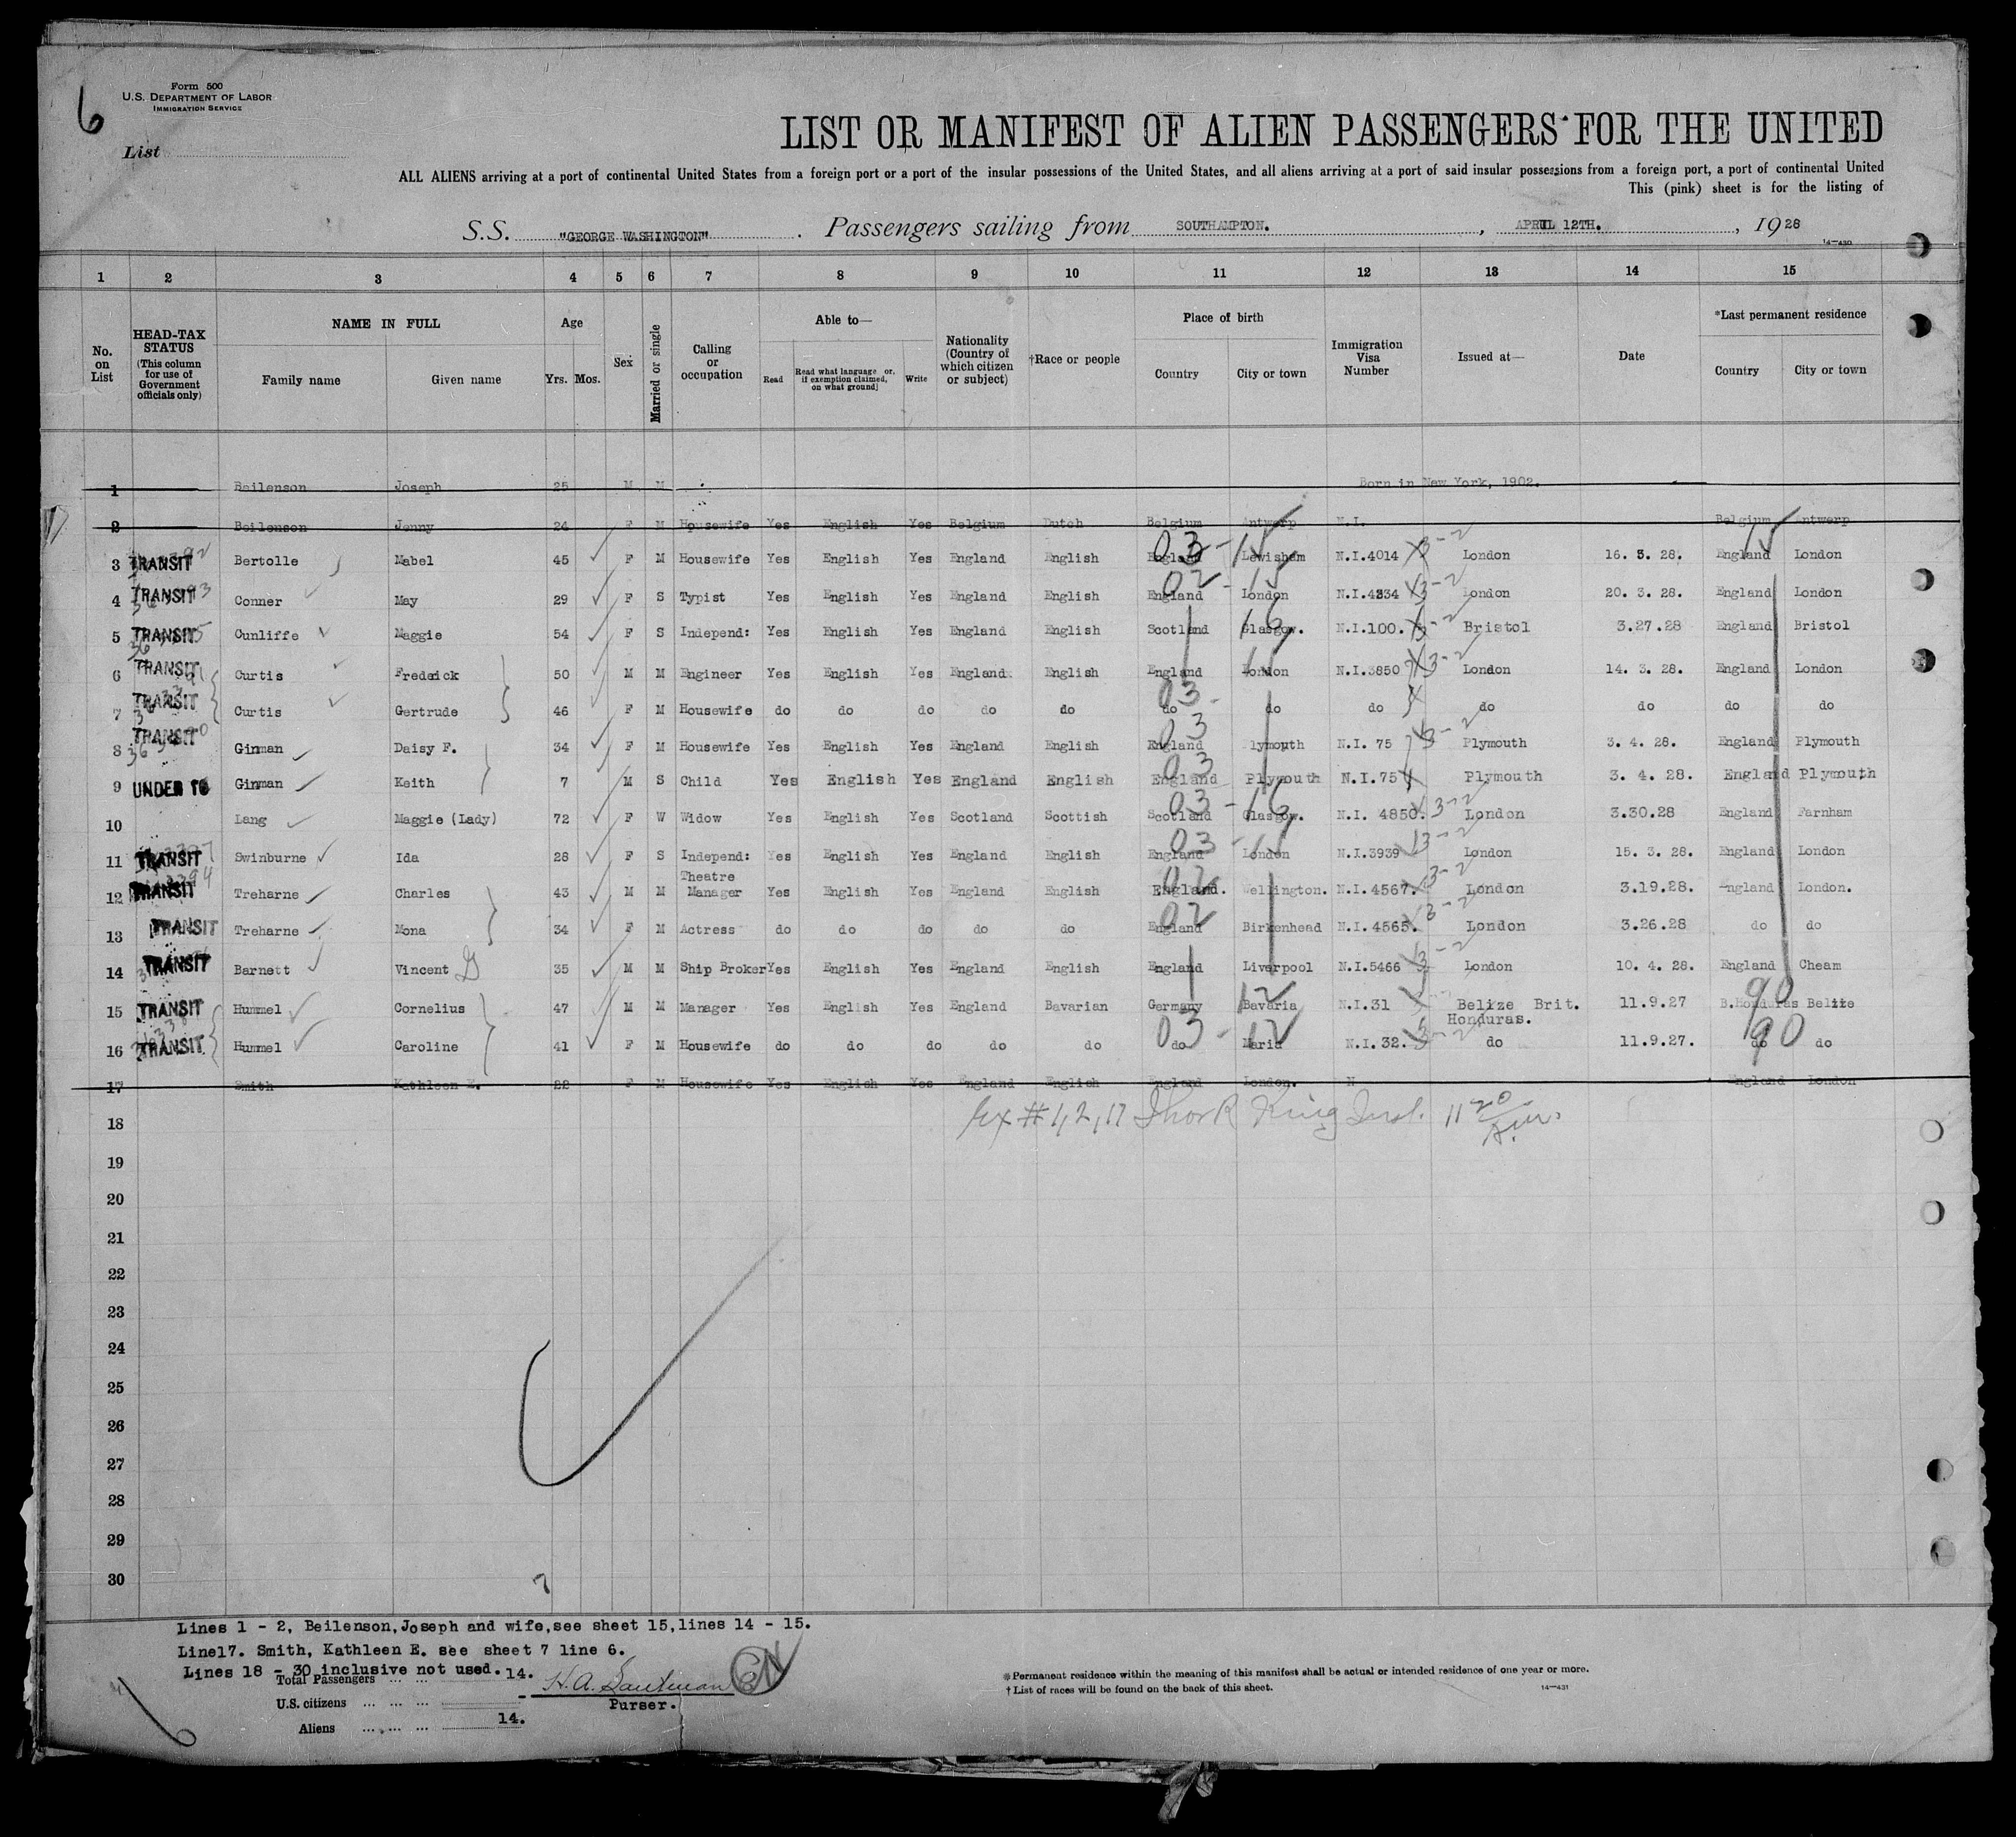 6
Form 500
U.S. DEPARTMENT OF LABOR
IMMIGRATION SERVICE
List
LIST OR MANIFEST OF ALIEN PASSENGERS FOR THE UNITED
ALL ALIENS arriving at a port of continental United States from a foreign port or a port of the insular possessions of the United States, and all aliens arriving at a port of said insular possessions from a foreign port, a port of continental United
This (pink) sheet is for the listing of
S.S. "GEORGE WASHINGTON". Passengers sailing from SOUTHAMPTON. , APRIL 12TH. , 1928
14—430
1 2 3 4 5 6 7 8 9 10 11 12 13 14 15
No. on List
HEAD-TAX STATUS (This column for use of Government officials only)
NAME IN FULL
Family name Given name
Age
Yrs. Mos.
Sex
Married or single
Calling or occupation
Able to—
Read Read what language or, if exemption claimed, on what ground] Write
Nationality (Country of which citizen or subject)
†Race or people
Place of birth
Country City or town
Immigration Visa Number
Issued at—
Date
*Last permanent residence
Country City or town
1 Beilenson Joseph 25 M M Born in New York, 1902.
2 Beilenson Jenny 24 F M Housewife Yes English Yes Belgium Dutch Belgium Antwerp N.I. Belgium Antwerp
3 TRANSIT Bertolle Mabel 45 F M Housewife Yes English Yes England English England Lewisham N.I.4014 London 16. 3. 28. England London
4 TRANSIT Conner May 29 F S Typist Yes English Yes England English England London N.I.4234 London 20. 3. 28. England London
5 TRANSIT Cunliffe Maggie 54 F S Independ: Yes English Yes England English Scotland Glasgow. N.I.100. Bristol 3.27.28 England Bristol
6 TRANSIT Curtis Frederick 50 M M Engineer Yes English Yes England English England London N.I.3850 London 14. 3. 28. England London
7 TRANSIT Curtis Gertrude 46 F M Housewife do do do do do do do do do do do do
8 TRANSIT Ginman Daisy F. 34 F M Housewife Yes English Yes England English England Plymouth N.I. 75 Plymouth 3. 4. 28. England Plymouth
9 UNDER 16 Ginman Keith 7 M S Child Yes English Yes England English England Plymouth N.I.75 Plymouth 3. 4. 28. England Plymouth
10 Lang Maggie (Lady) 72 F W Widow Yes English Yes Scotland Scottish Scotland Glasgow. N.I. 4850. London 3.30.28 England Farnham
11 TRANSIT Swinburne Ida 28 F S Independ: Yes English Yes England English England London N.I.3939 London 15. 3. 28. England London
12 TRANSIT Treharne Charles 43 M M Theatre Manager Yes English Yes England English England. Wellington. N.I.4567. London 3.19.28. England London.
13 TRANSIT Treharne Mona 34 F M Actress do do do do do England Birkenhead N.I.4565. London 3.26.28 do do
14 TRANSIT Barnett Vincent G 35 M M Ship Broker Yes English Yes England English England Liverpool N.I.5466 London 10. 4. 28. England Cheam
15 TRANSIT Hummel Cornelius 47 M M Manager Yes English Yes England Bavarian Germany Bavaria N.I.31 Belize Brit. Honduras. 11.9.27 B.Honduras Belize
16 TRANSIT Hummel Caroline 41 F M Housewife do do do do do do N.I.32. do 11.9.27. do do
17 Smith Kathleen E. 22 F M Housewife Yes English Yes England English England London. N England London
18 Ex # 1, 2, 17 King Insp. 11 20 a.m.
19
20
21
22
23
24
25
26
27
28
29
30
Lines 1 - 2, Beilenson,Joseph and wife,see sheet 15,lines 14 - 15.
Line17. Smith, Kathleen E. see sheet 7 line 6.
Lines 18 - 30 inclusive not used.
Total Passengers ... ... 14.
U.S. citizens ... ... ... -
Aliens ... ... ... 14.
Purser.
* Permanent residence within the meaning of this manifest shall be actual or intended residence of one year or more.
† List of races will be found on the back of this sheet.
14—431